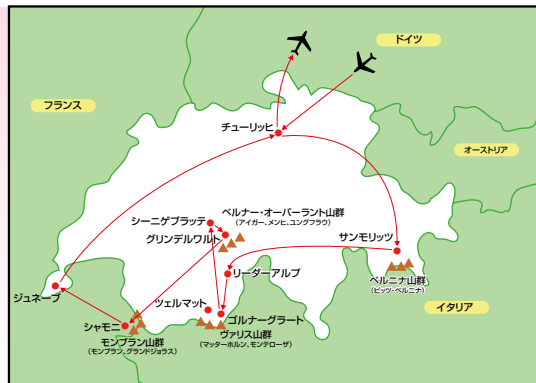 ドイツ
フランス
チューリッヒ
オーストリア
シーニゲプラッテ
ベルナー・オーバーラント山群
(アイガー、メンヒ、ユングフラウ)
グリンデルワルト
サンモリッツ
リーダーアルプ
ベルニナ山群
(ピッツ・ベルニナ)
ジュネーブ
ツェルマット
イタリア
ゴルナーグラート
シャモニ
ヴァリス山群
(マッターホルン、モンテローザ)
モンブラン山群
(モンブラン、グランドジョラス)